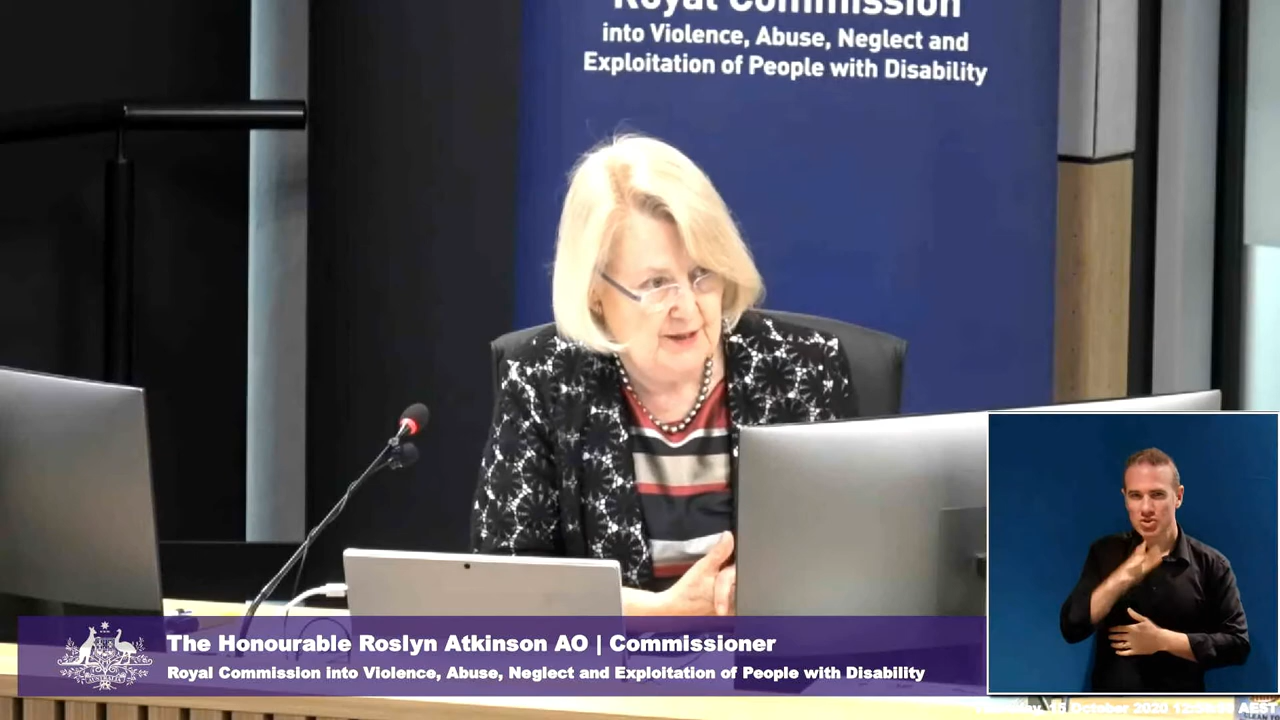 Royal Commission
into Violence, Abuse, Neglect and
Exploitation of People with Disability
The Honourable Roslyn Atkinson AO | Commissioner
Royal Commission into Violence, Abuse, Neglect and Exploitation of People with Disability
October 2020 AEST